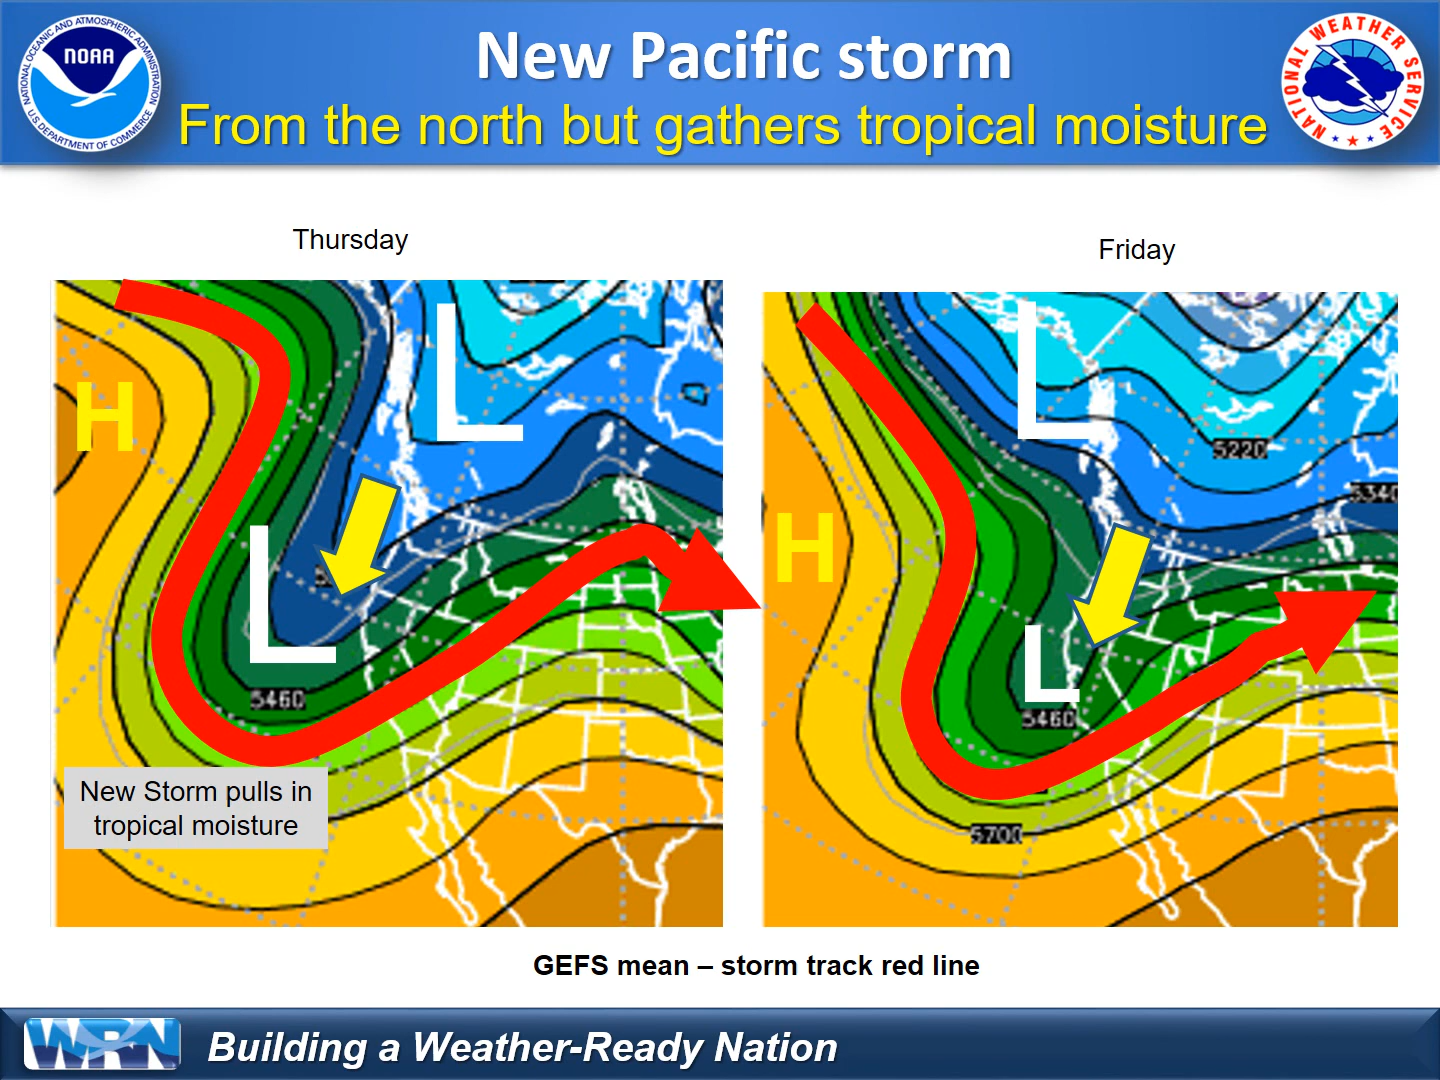 NATIONAL OCEANIC AND ATMOSPHERIC ADMINISTRATION
NOAA
U.S. DEPARTMENT OF COMMERCE
New Pacific storm
From the north but gathers tropical moisture
NATIONAL WEATHER SERVICE
Thursday
Friday
H
L
L
5460
New Storm pulls in
tropical moisture
L
5220
5340
H
L
5460
5700
GEFS mean – storm track red line
WRN
Building a Weather-Ready Nation